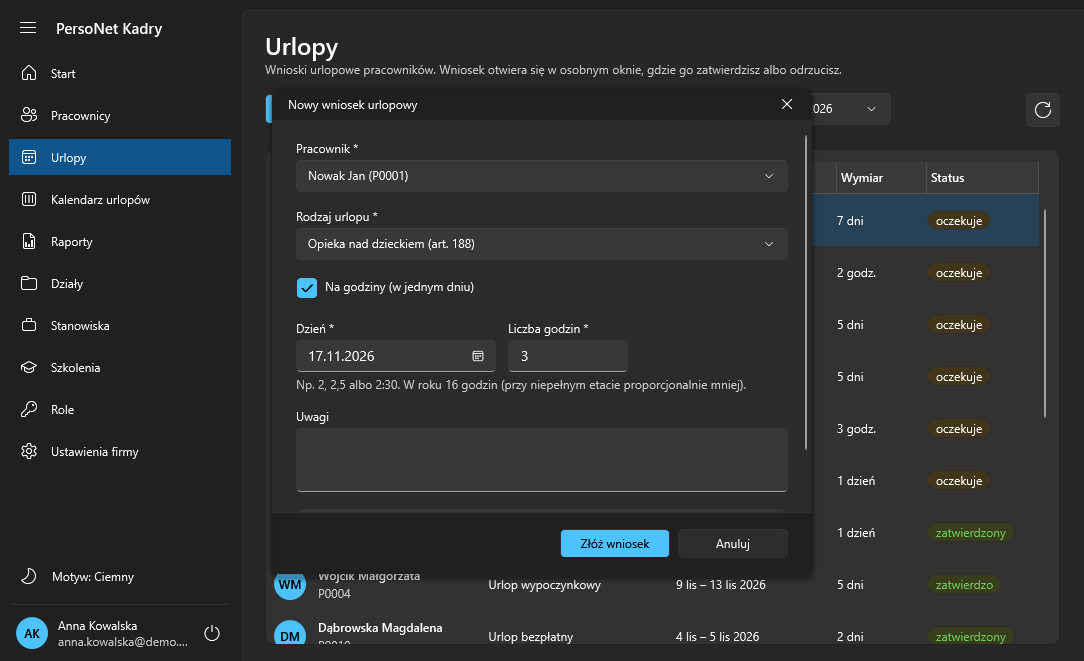 PersoNet Kadry
Start
Pracownicy
Urlopy
Kalendarz urlopów
Raporty
Działy
Stanowiska
Szkolenia
Role
Ustawienia firmy
Motyw: Ciemny
AK
Anna Kowalska
anna.kowalska@demo....
Urlopy
Wnioski urlopowe pracowników. Wniosek otwiera się w osobnym oknie, gdzie go zatwierdzisz albo odrzucisz.
026
Nowy wniosek urlopowy
Pracownik *
Nowak Jan (P0001)
Rodzaj urlopu *
Opieka nad dzieckiem (art. 188)
Na godziny (w jednym dniu)
Dzień *
Liczba godzin *
17.11.2026
3
Np. 2, 2,5 albo 2:30. W roku 16 godzin (przy niepełnym etacie proporcjonalnie mniej).
Uwagi
Złóż wniosek
Anuluj
Wymiar
Status
7 dni
oczekuje
2 godz.
oczekuje
5 dni
oczekuje
5 dni
oczekuje
3 godz.
oczekuje
1 dzień
oczekuje
1 dzień
zatwierdzony
WM
Wójcik Małgorzata
P0004
Urlop wypoczynkowy
9 lis – 13 lis 2026
5 dni
zatwierdzo
DM
Dąbrowska Magdalena
P0010
Urlop bezpłatny
4 lis – 5 lis 2026
2 dni
zatwierdzony